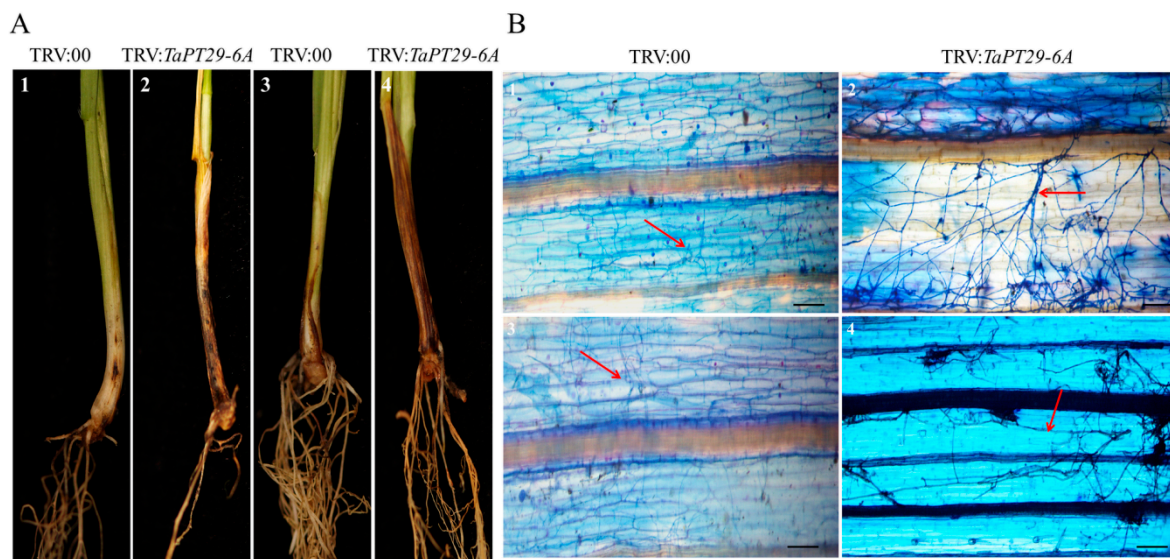 A
TRV:00 TRV:TaPT29-6A TRV:00 TRV:TaPT29-6A
1 2 3 4
B
TRV:00 TRV:TaPT29-6A
1 2
3 4